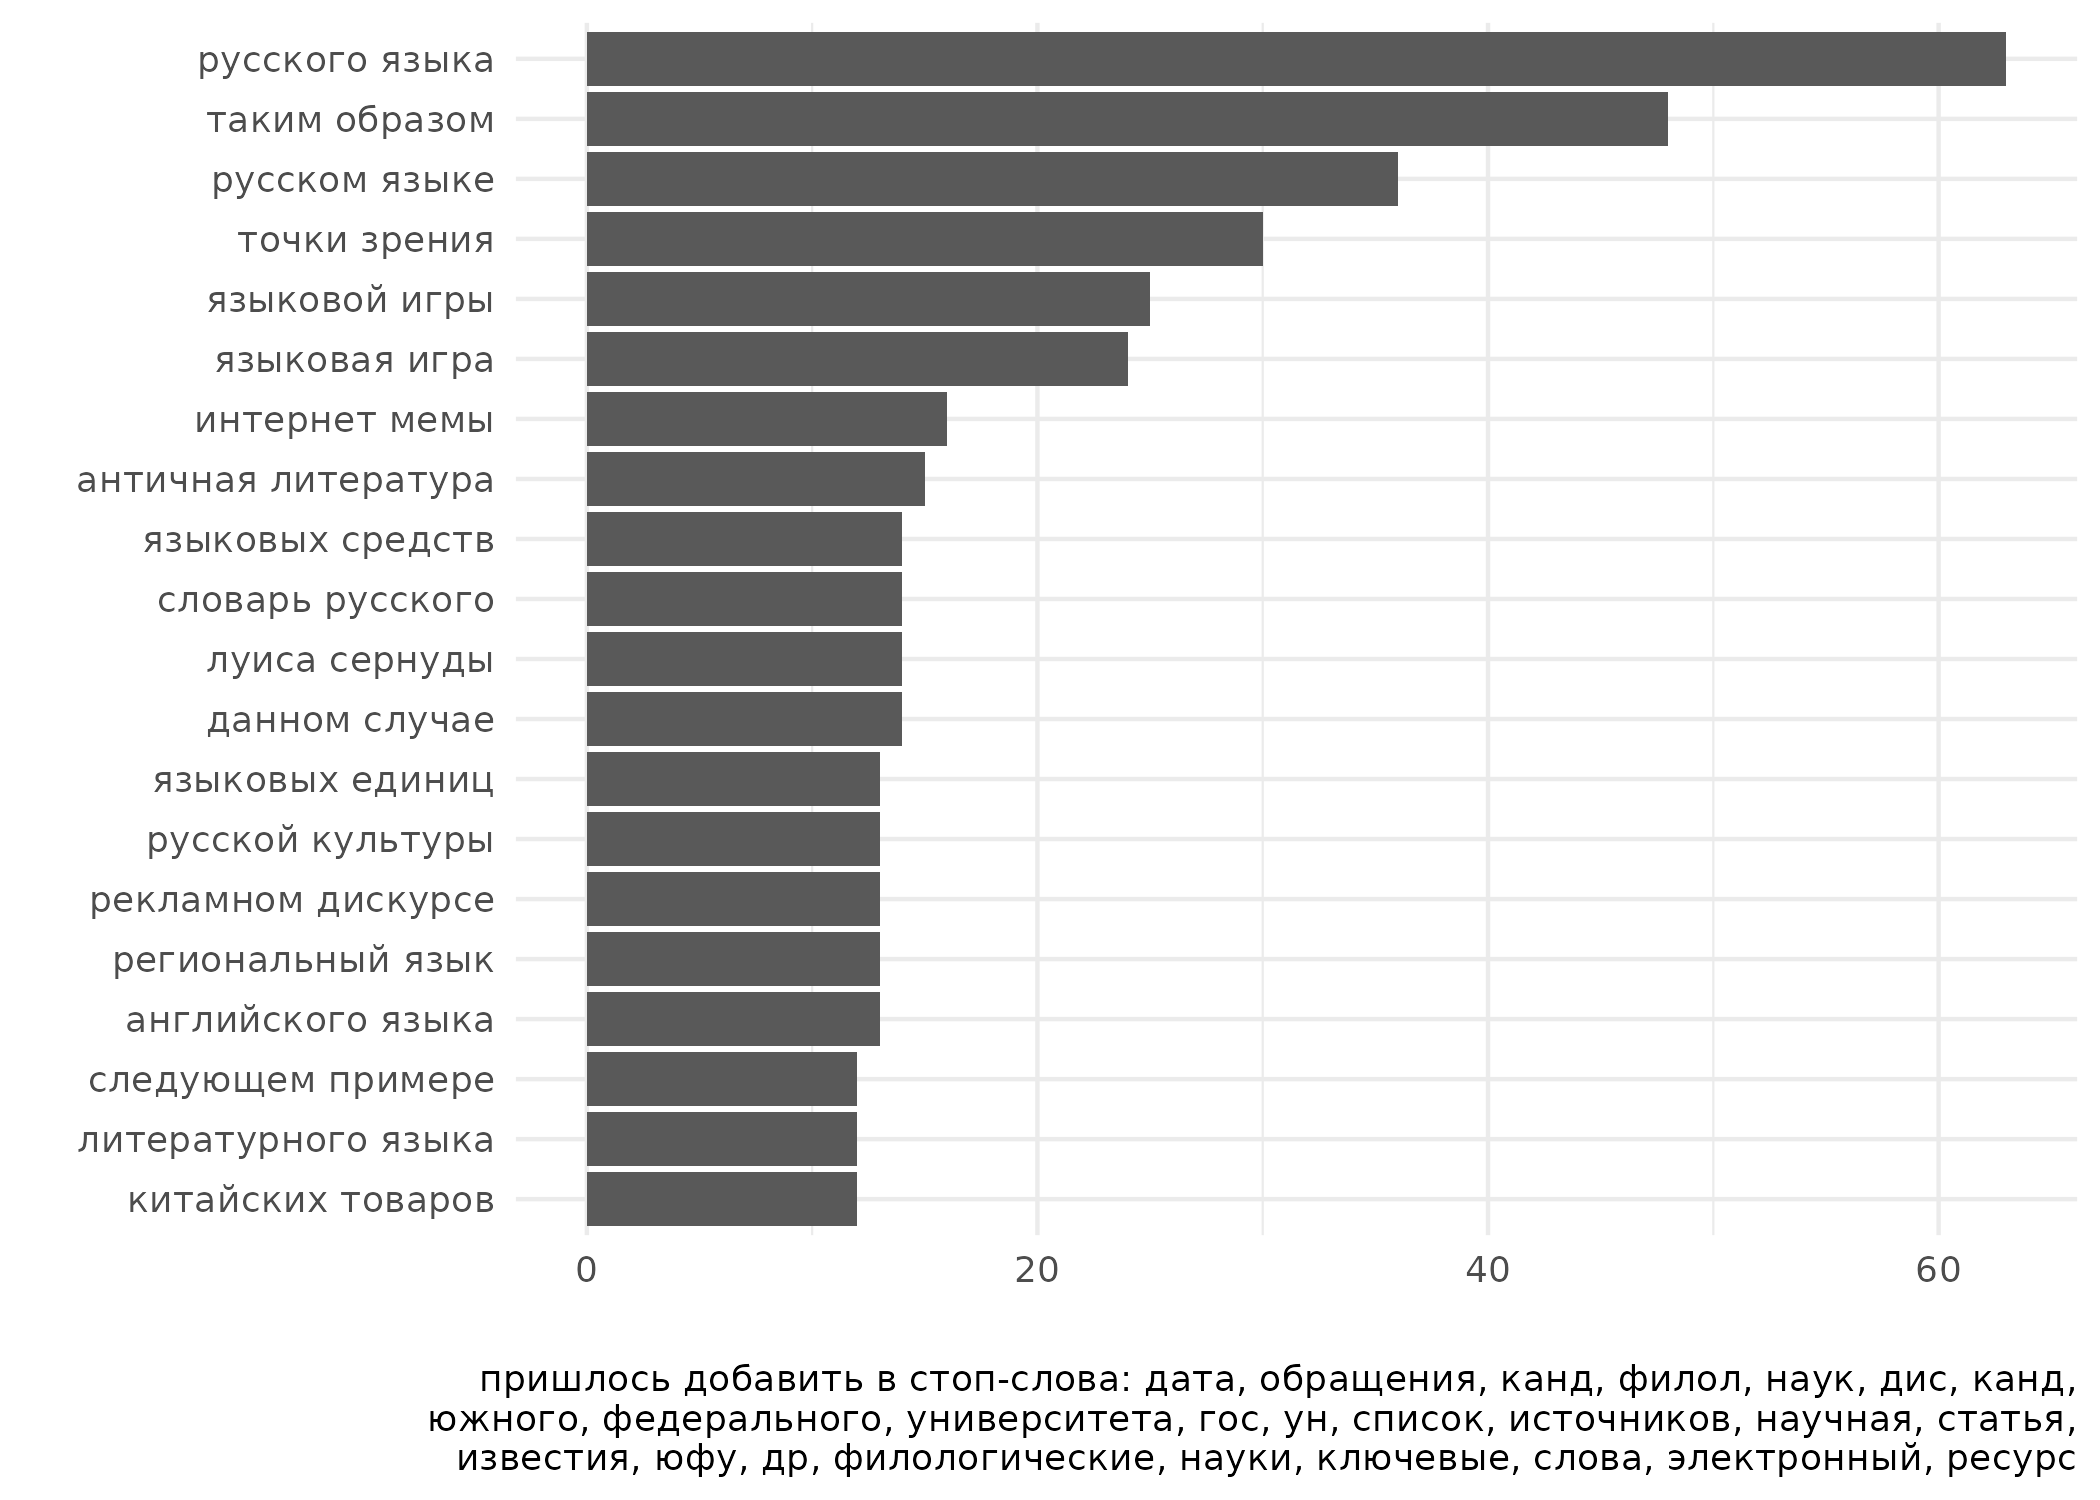 русского языка
таким образом
русском языке
точки зрения
языковой игры
языковая игра
интернет мемы
античная литература
языковых средств
словарь русского
луиса сернуды
данном случае
языковых единиц
русской культуры
рекламном дискурсе
региональный язык
английского языка
следующем примере
литературного языка
китайских товаров
0 20 40 60
пришлось добавить в стоп-слова: дата, обращения, канд, филол, наук, дис, канд,
южного, федерального, университета, гос, ун, список, источников, научная, статья,
известия, юфу, др, филологические, науки, ключевые, слова, электронный, ресурс